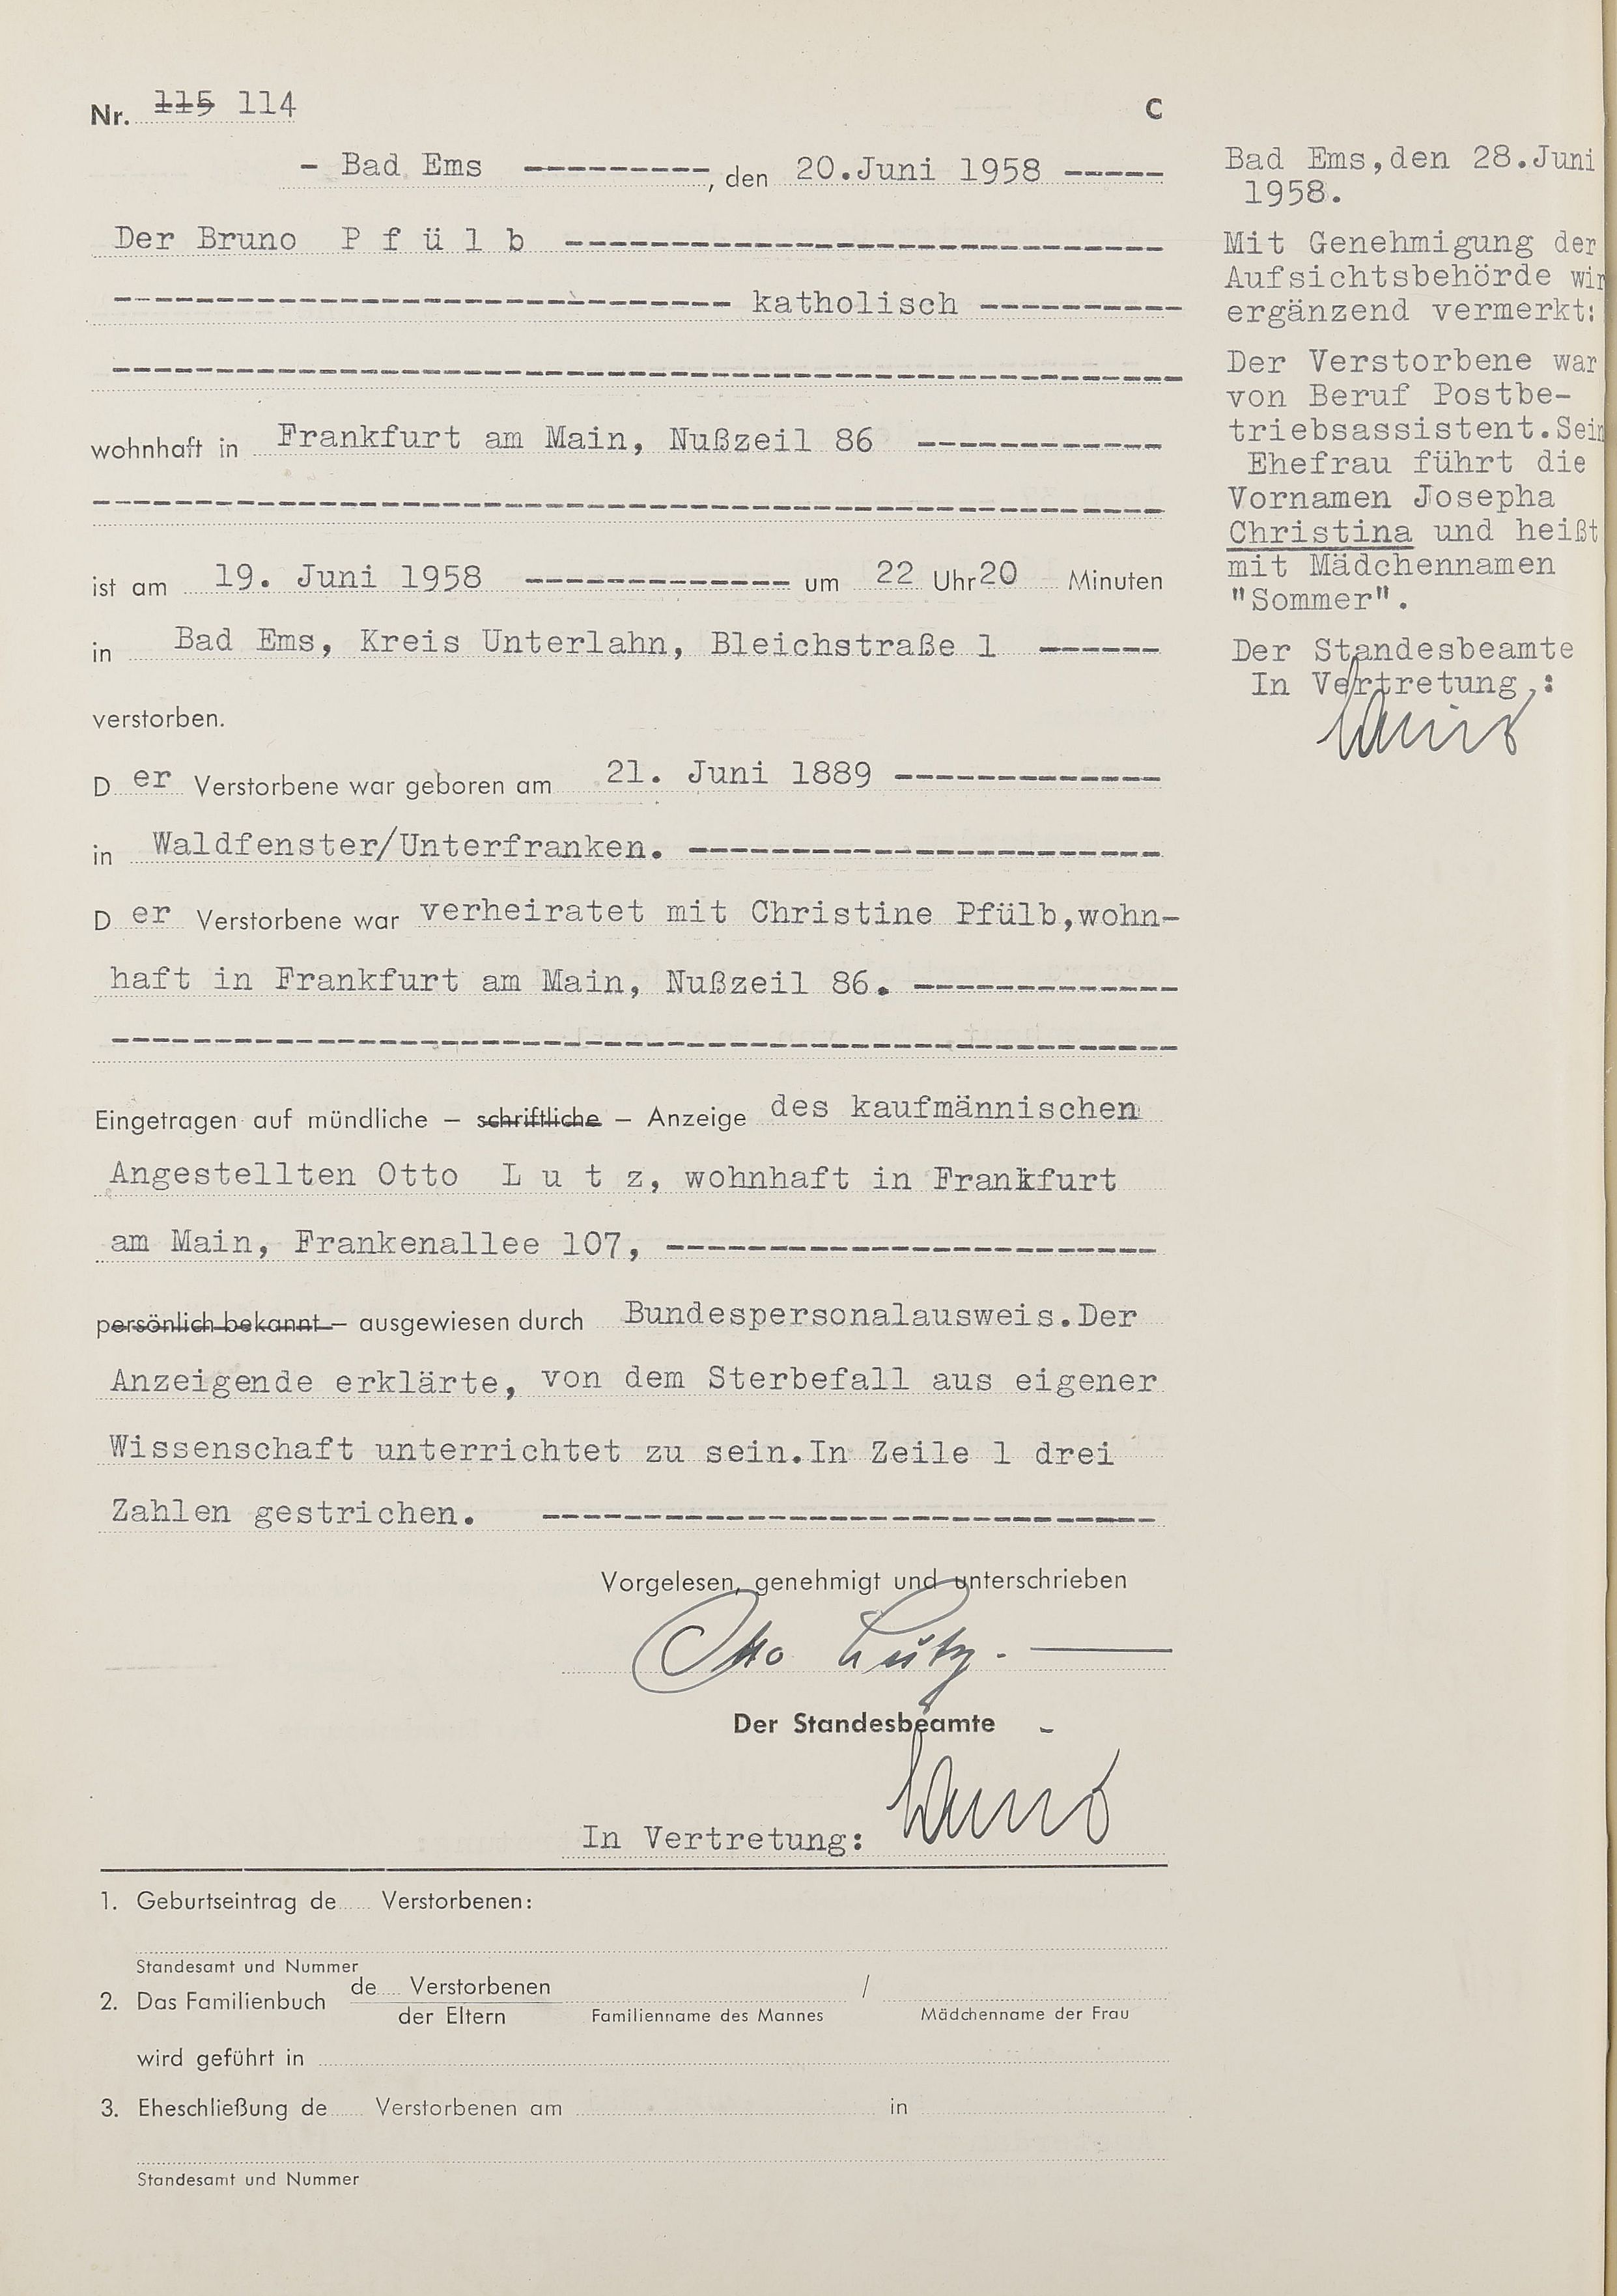 Nr. 115 114
C
- Bad Ems ----------, den 20.Juni 1958 -----
Der Bruno P f ü l b -----------------------------
------------------------------ katholisch ----------
----------------------------------------------------
wohnhaft in Frankfurt am Main, Nußzeil 86 ------------
----------------------------------------------------
ist am 19. Juni 1958 ------------- um 22 Uhr 20 Minuten
in Bad Ems, Kreis Unterlahn, Bleichstraße 1 ------
verstorben.
D er Verstorbene war geboren am 21. Juni 1889 -------------
in Waldfenster/Unterfranken. -----------------------
D er Verstorbene war verheiratet mit Christine Pfülb,wohn-
haft in Frankfurt am Main, Nußzeil 86. -------------
----------------------------------------------------
Eingetragen auf mündliche – schriftliche – Anzeige des kaufmännischen
Angestellten Otto L u t z, wohnhaft in Frankfurt
am Main, Frankenallee 107, ------------------------
persönlich bekannt – ausgewiesen durch Bundespersonalausweis.Der
Anzeigende erklärte, von dem Sterbefall aus eigener
Wissenschaft unterrichtet zu sein.In Zeile 1 drei
Zahlen gestrichen. ------------------------------
Vorgelesen, genehmigt und unterschrieben
Otto Lutz. —
Der Standesbeamte -
In Vertretung:
1. Geburtseintrag de..... Verstorbenen:
Standesamt und Nummer
2. Das Familienbuch de..... Verstorbenen /
der Eltern Familienname des Mannes Mädchenname der Frau
wird geführt in
3. Eheschließung de..... Verstorbenen am in
Standesamt und Nummer
Bad Ems,den 28.Juni
1958.
Mit Genehmigung der
Aufsichtsbehörde wir
ergänzend vermerkt:
Der Verstorbene war
von Beruf Postbe-
triebsassistent.Sein
Ehefrau führt die
Vornamen Josepha
Christina und heißt
mit Mädchennamen
"Sommer".
Der Standesbeamte
In Vertretung :